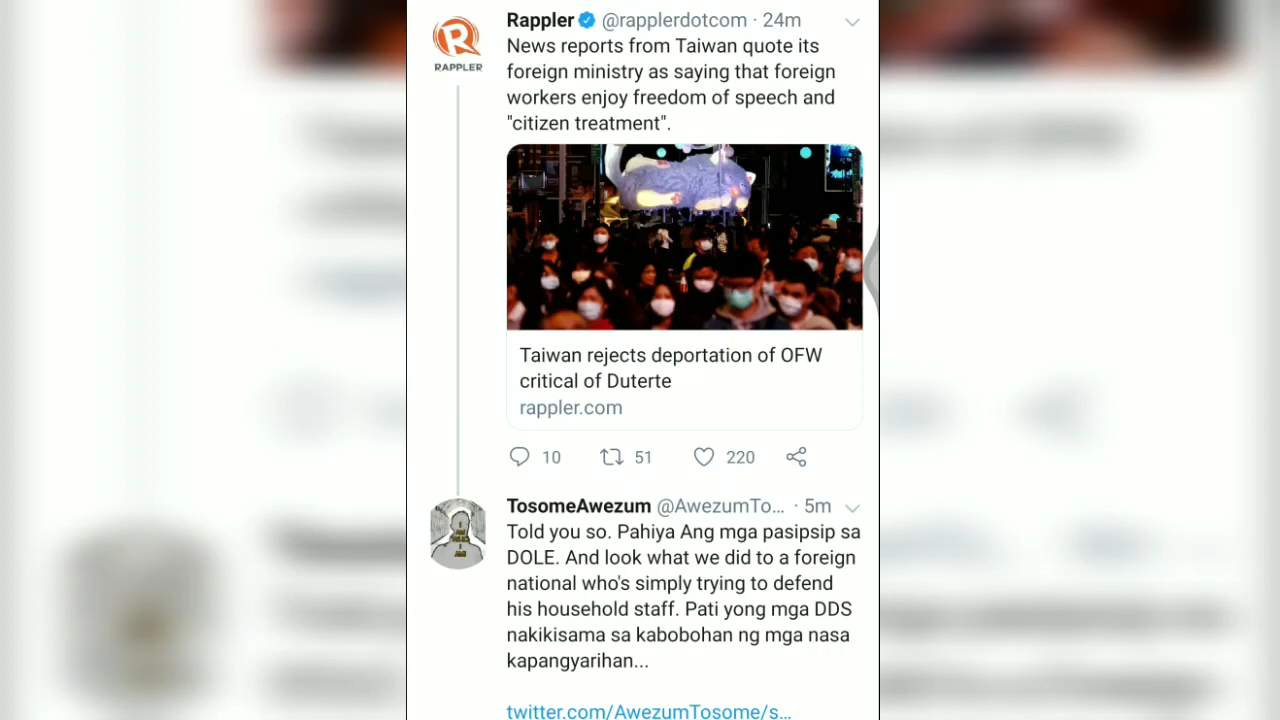 Rappler @rapplerdotcom · 24m
RAPPLER
News reports from Taiwan quote its
foreign ministry as saying that foreign
workers enjoy freedom of speech and
"citizen treatment".
Taiwan rejects deportation of OFW
critical of Duterte
rappler.com
10 51 220
TosomeAwezum @AwezumTo... · 5m
Told you so. Pahiya Ang mga pasipsip sa
DOLE. And look what we did to a foreign
national who's simply trying to defend
his household staff. Pati yong mga DDS
nakikisama sa kabobohan ng mga nasa
kapangyarihan...
twitter.com/AwezumTosome/s...